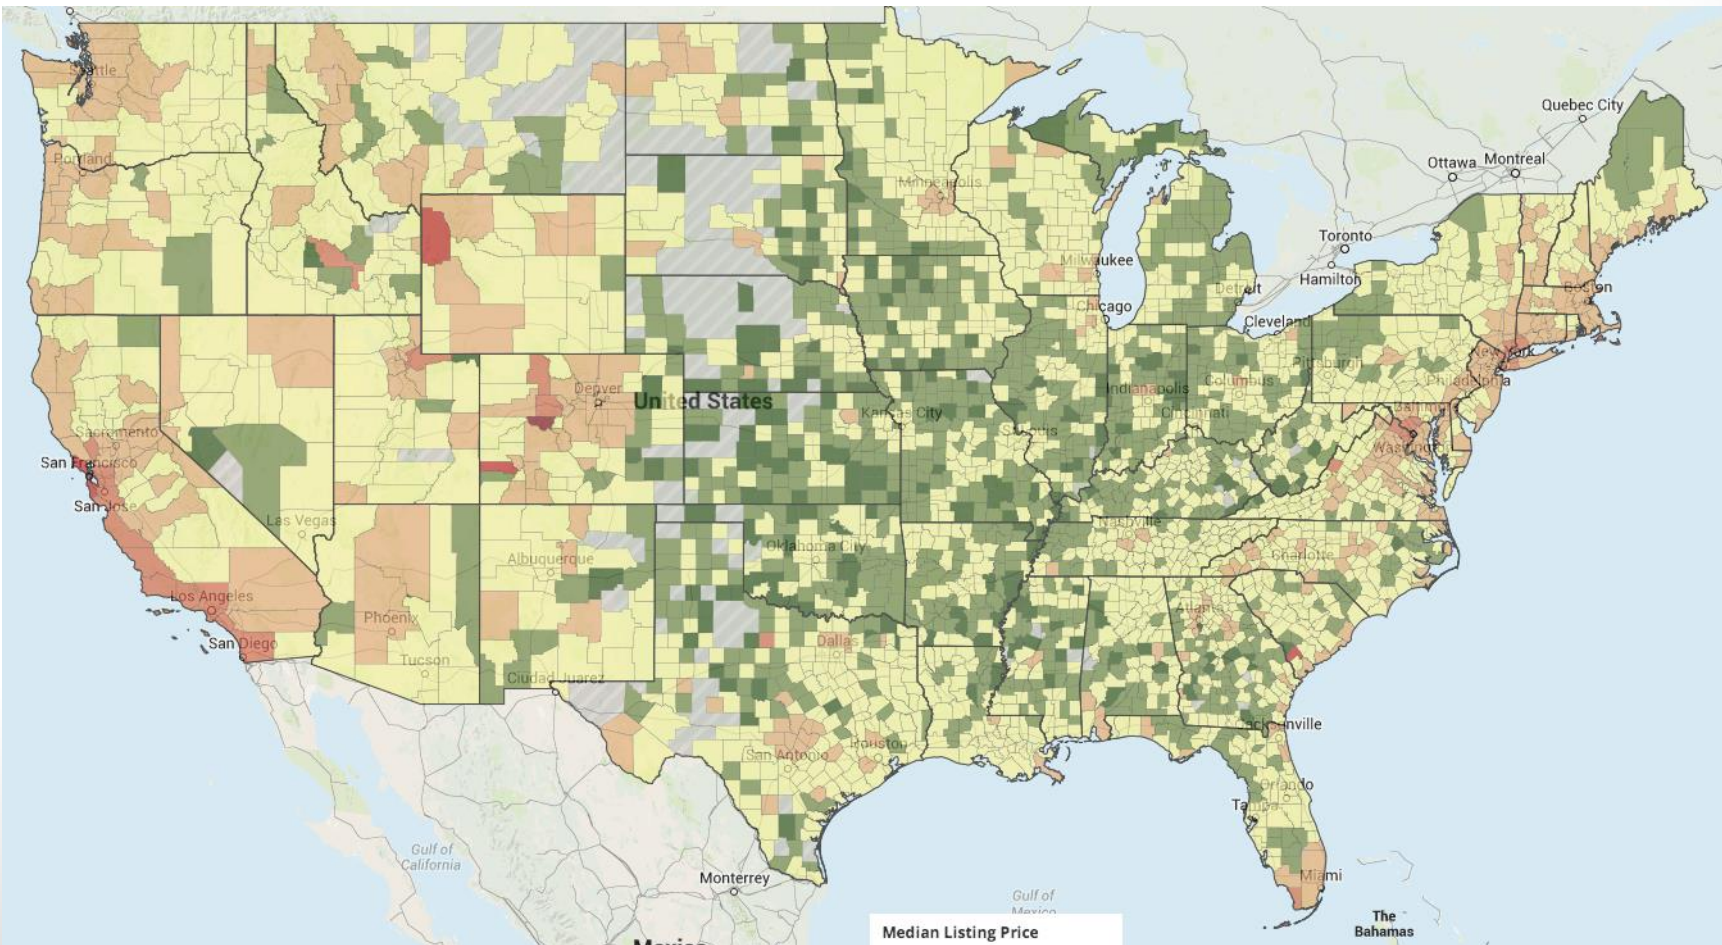 Quebec City
Ottawa
Montreal
Seattle
Portland
Minneapolis
Toronto
Milwaukee
Hamilton
Detroit
Boston
Chicago
Cleveland
New York
Pittsburgh
Philadelphia
Denver
Indianapolis
Columbus
United States
Kansas City
Cincinnati
Baltimore
Sacramento
St Louis
Washington
San Francisco
San Jose
Las Vegas
Nashville
Oklahoma City
Albuquerque
Charlotte
Los Angeles
Atlanta
Phoenix
San Diego
Dallas
Tucson
Ciudad Juarez
Jacksonville
Houston
San Antonio
Orlando
Tampa
Gulf of
California
Monterrey
Miami
Gulf of
Mexico
The
Bahamas
Median Listing Price
Mexico